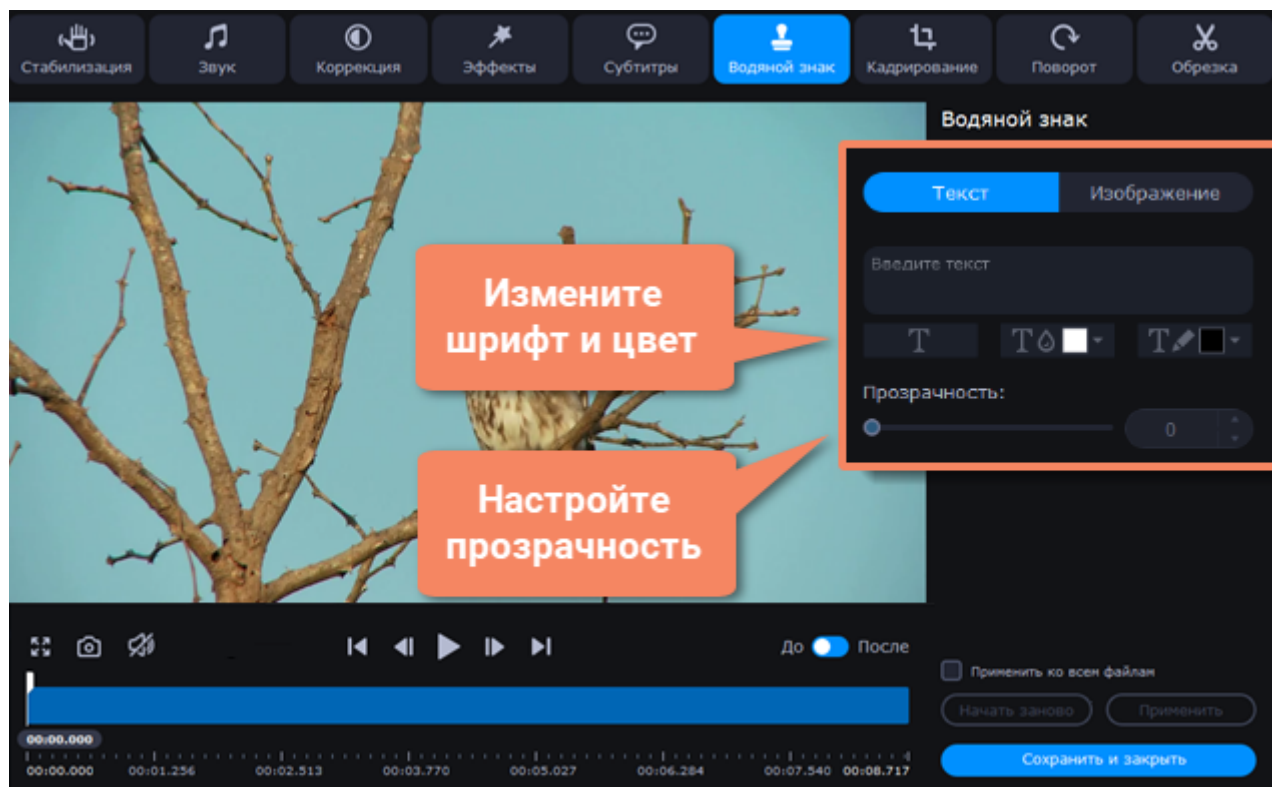 Стабилизация
Звук
Коррекция
Эффекты
Субтитры
Водяной знак
Кадрирование
Поворот
Обрезка
Водяной знак
Текст
Изображение
Введите текст
Измените
шрифт и цвет
T
T
T
Прозрачность:
0
Настройте
прозрачность
До
После
Применить ко всем файлам
Начать заново
Применить
00:00.000
00:00.000
00:01.256
00:02.513
00:03.770
00:05.027
00:06.284
00:07.540
00:08.717
Сохранить и закрыть